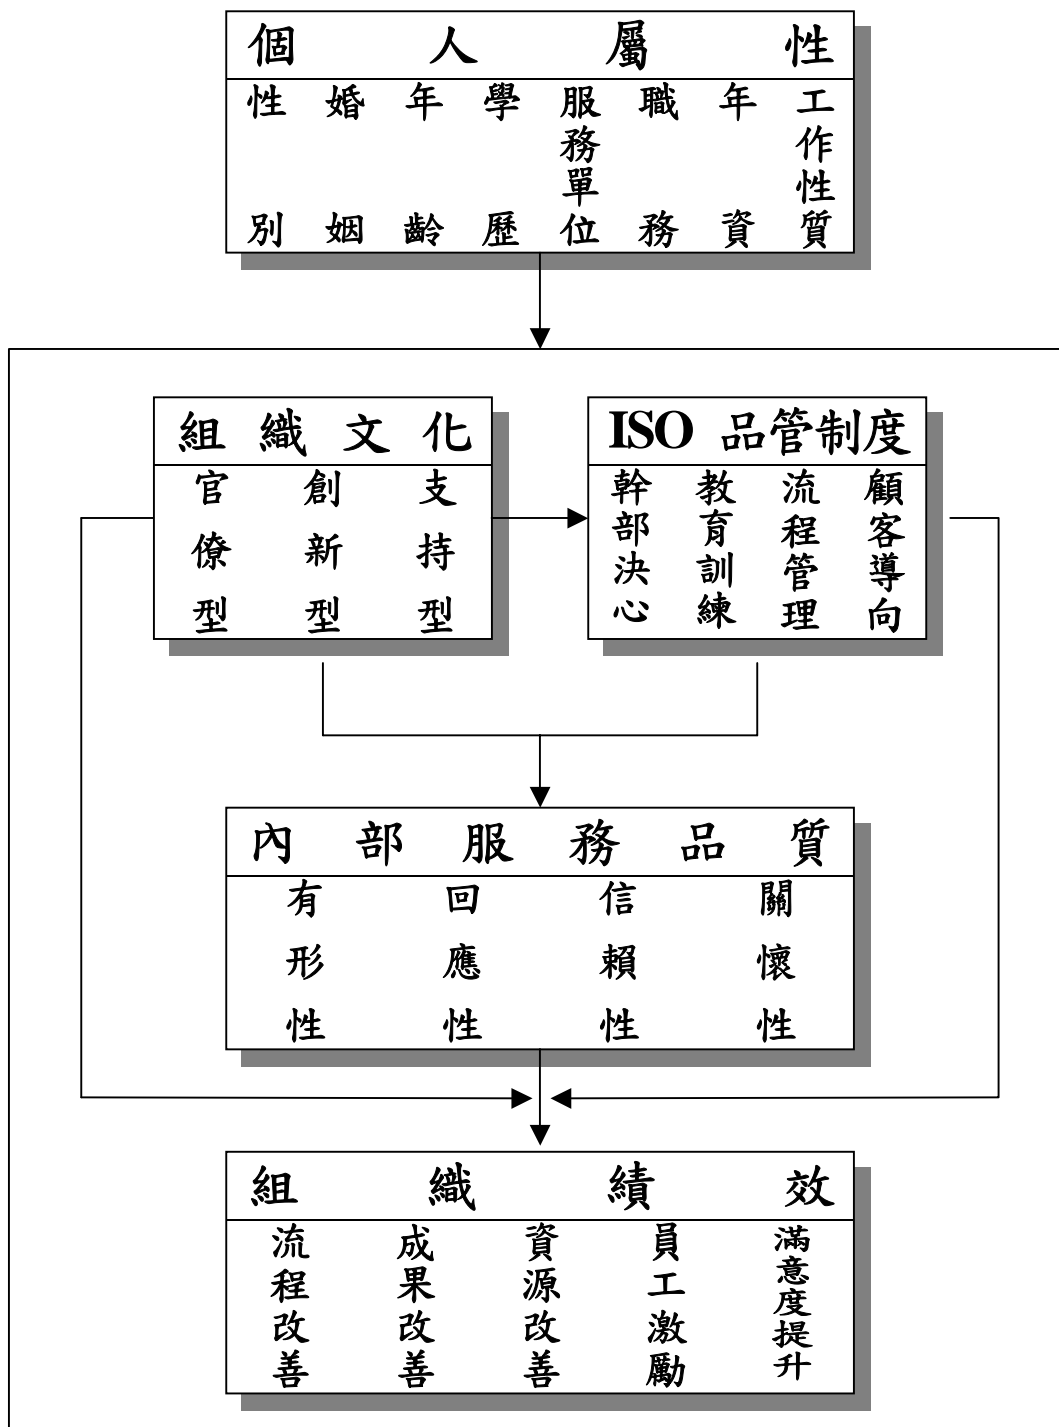 個人屬性
性別
婚姻
年齡
學歷
服務單位
職務
年資
工作性質
組織文化
官僚型
創新型
支持型
ISO 品管制度
幹部決心
教育訓練
流程管理
顧客導向
內部服務品質
有形性
回應性
信賴性
關懷性
組織績效
流程改善
成果改善
資源改善
員工激勵
滿意度提升